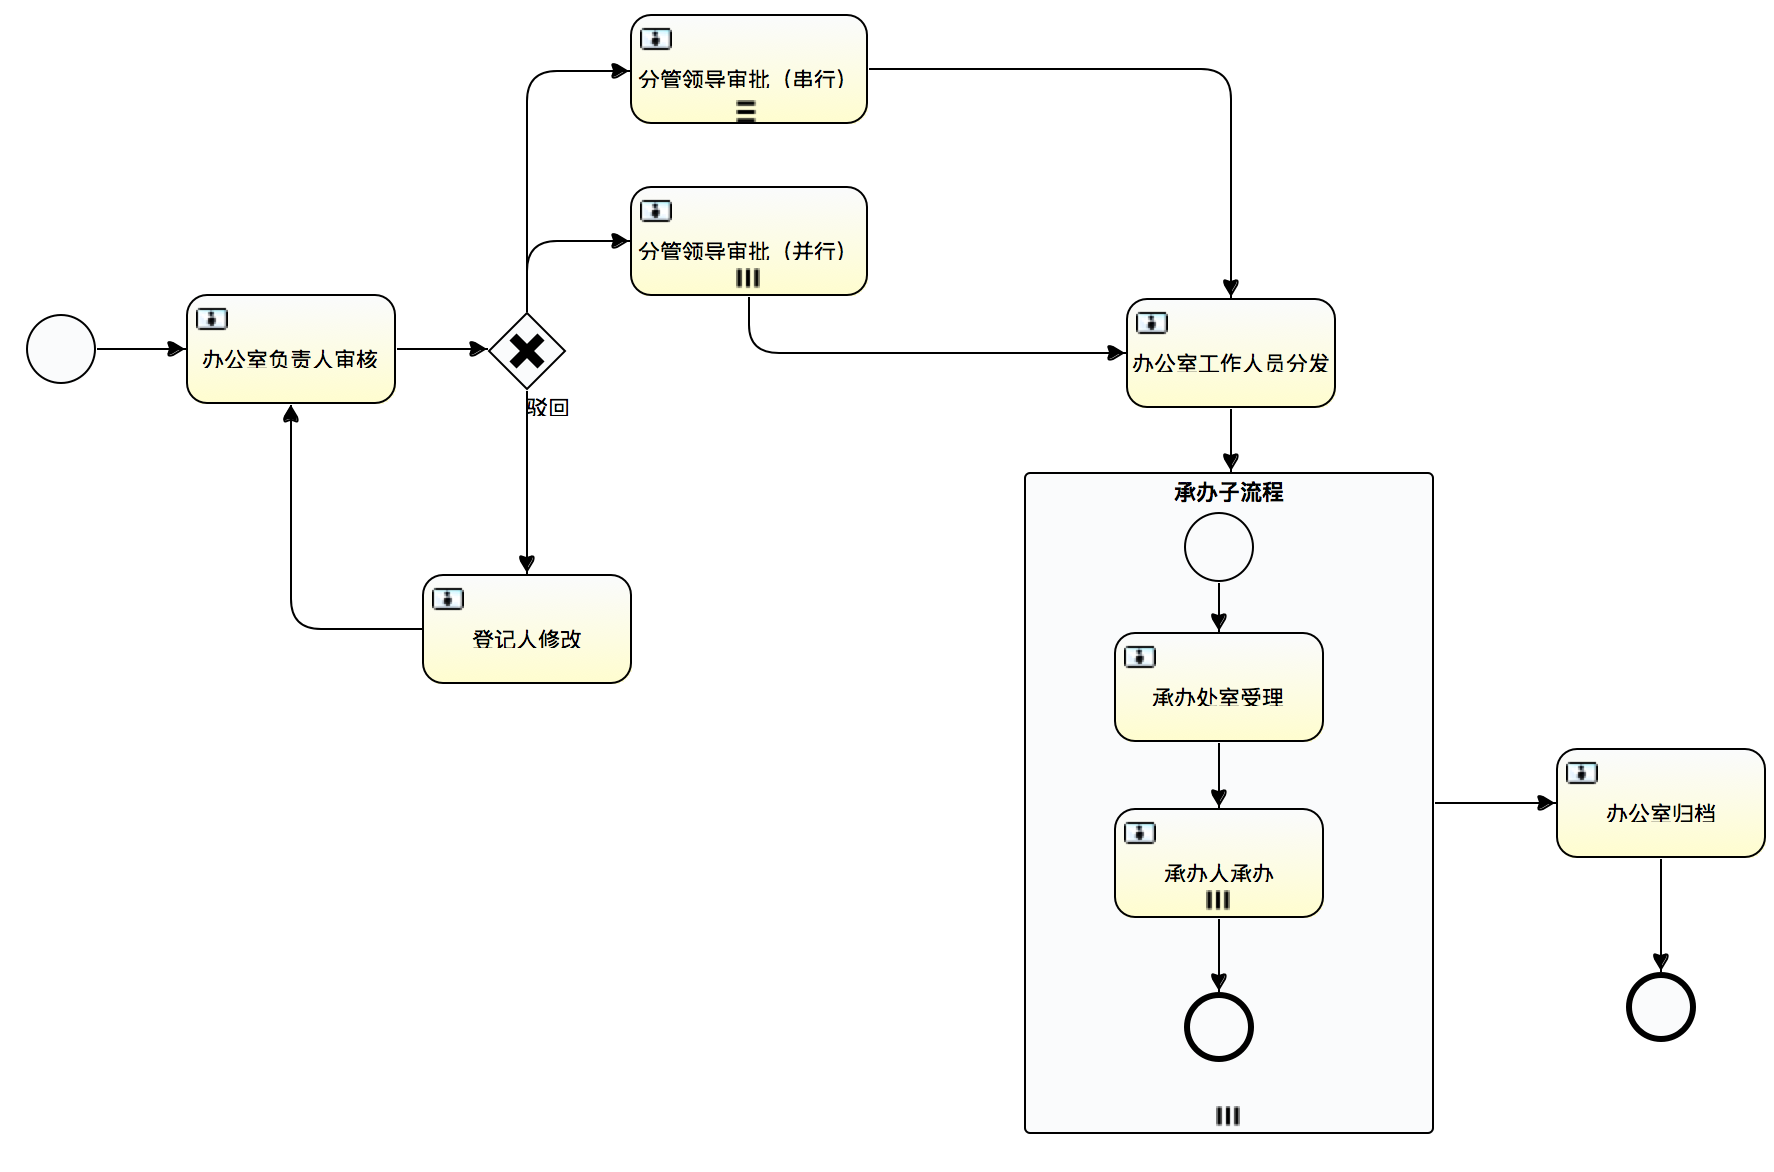 分管领导审批（串行）
分管领导审批（并行）
办公室负责人审核
驳回
办公室工作人员分发
承办子流程
登记人修改
承办处室受理
办公室归档
承办人承办